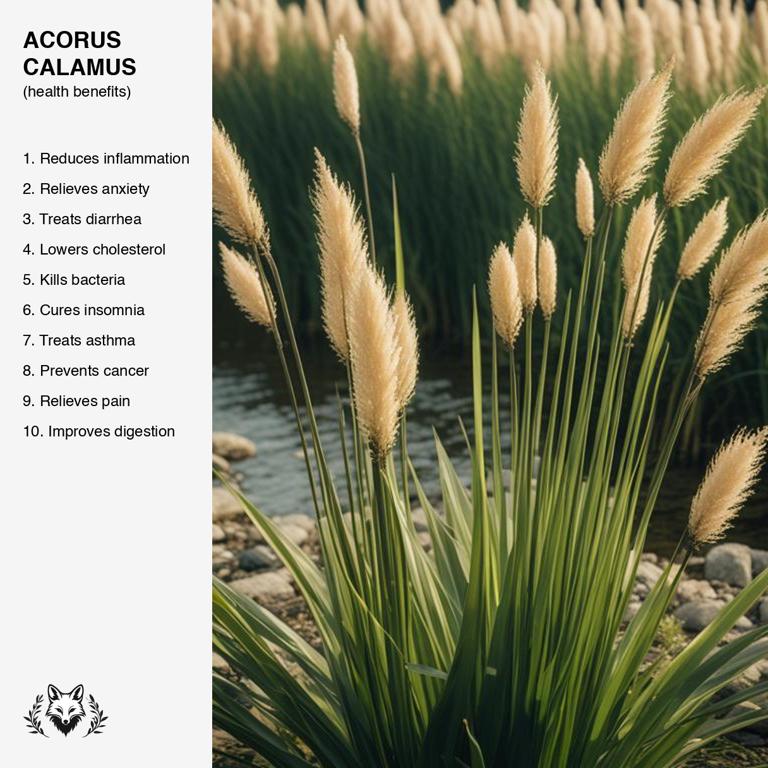 ACORUS
CALAMUS
(health benefits)
1. Reduces inflammation
2. Relieves anxiety
3. Treats diarrhea
4. Lowers cholesterol
5. Kills bacteria
6. Cures insomnia
7. Treats asthma
8. Prevents cancer
9. Relieves pain
10. Improves digestion